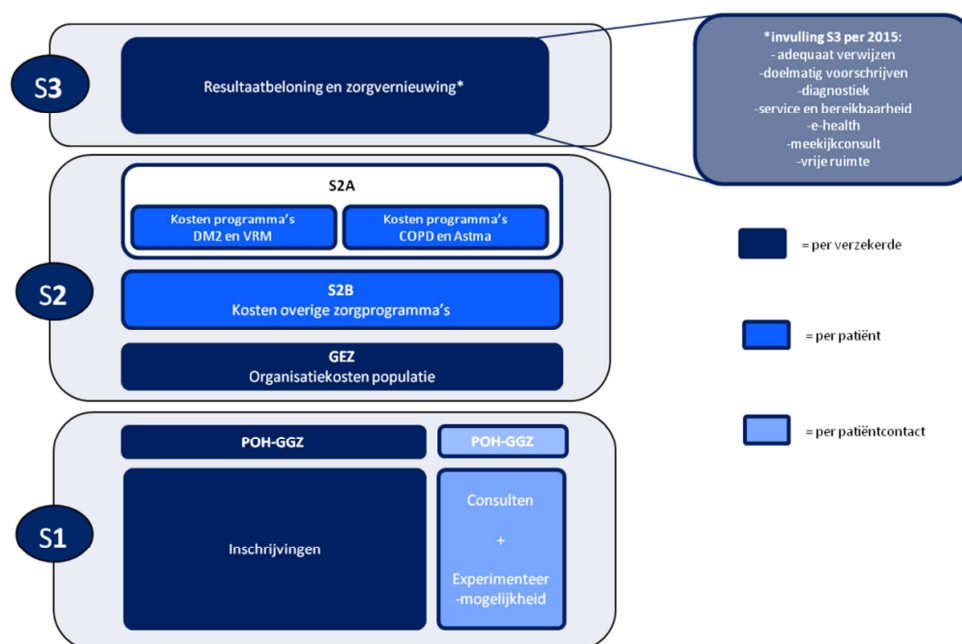 S3
Resultaatbeloning en zorgvernieuwing*
*invulling S3 per 2015:
- adequaat verwijzen
-doelmatig voorschrijven
-diagnostiek
-service en bereikbaarheid
-e-health
-meekijkconsult
-vrije ruimte
S2
S2A
Kosten programma's
DM2 en VRM
Kosten programma's
COPD en Astma
S2B
Kosten overige zorgprogramma's
GEZ
Organisatiekosten populatie
= per verzekerde
= per patiënt
= per patiëntcontact
S1
POH-GGZ
POH-GGZ
Inschrijvingen
Consulten
+
Experimenteer
-mogelijkheid